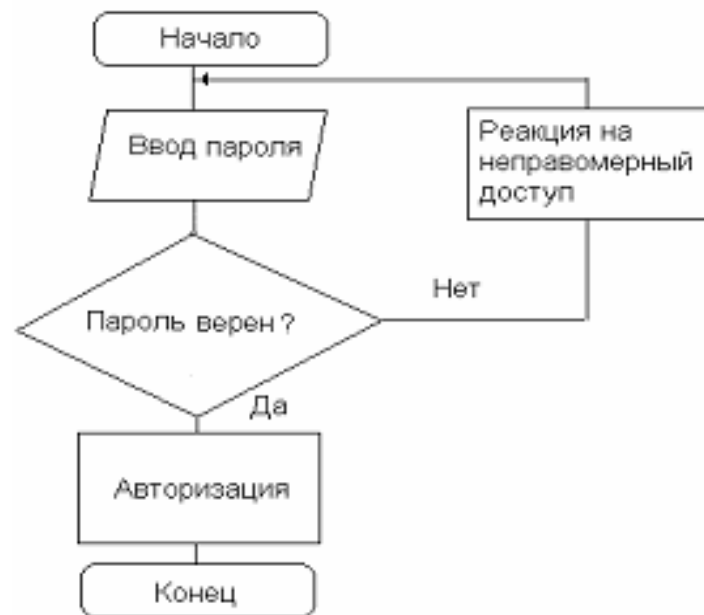 Начало
Ввод пароля
Реакция на
неправомерный
доступ
Нет
Пароль верен ?
Да
Авторизация
Конец